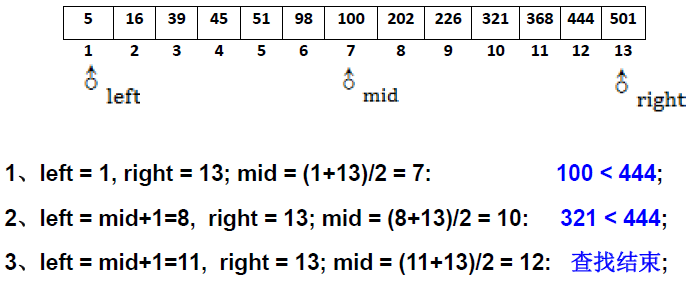 5 16 39 45 51 98 100 202 226 321 368 444 501
1 2 3 4 5 6 7 8 9 10 11 12 13
left mid right
1、left = 1, right = 13; mid = (1+13)/2 = 7: 100 < 444;
2、left = mid+1=8, right = 13; mid = (8+13)/2 = 10: 321 < 444;
3、left = mid+1=11, right = 13; mid = (11+13)/2 = 12: 查找结束;